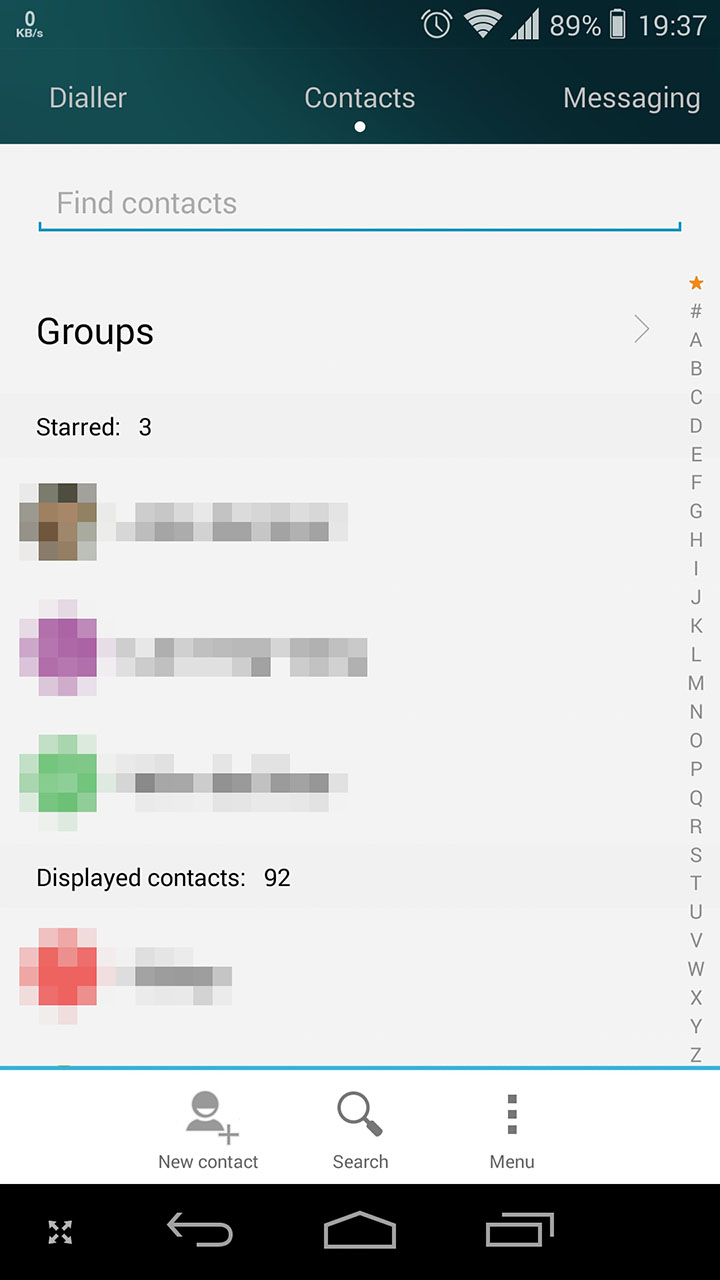 0
KB/s
89% 19:37
Dialler Contacts Messaging
Find contacts
Groups
Starred: 3
Displayed contacts: 92
#
A
B
C
D
E
F
G
H
I
J
K
L
M
N
O
P
Q
R
S
T
U
V
W
X
Y
Z
New contact Search Menu